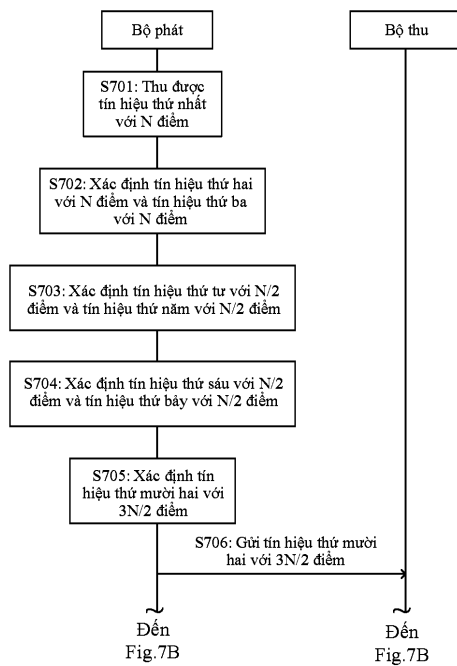 Bộ phát
Bộ thu
S701: Thu được
tín hiệu thứ nhất
với N điểm
S702: Xác định tín hiệu thứ hai
với N điểm và tín hiệu thứ ba
với N điểm
S703: Xác định tín hiệu thứ tư với N/2
điểm và tín hiệu thứ năm với N/2 điểm
S704: Xác định tín hiệu thứ sáu với N/2
điểm và tín hiệu thứ bảy với N/2 điểm
S705: Xác định tín
hiệu thứ mười hai với
3N/2 điểm
S706: Gửi tín hiệu thứ mười
hai với 3N/2 điểm
Đến
Fig.7B
Đến
Fig.7B